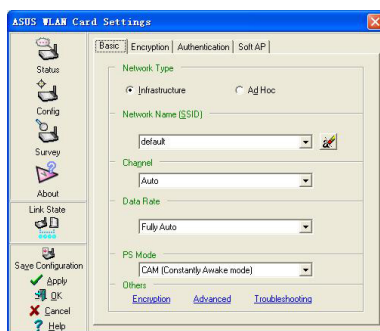 ASUS WLAN Card Settings
Status
Config
Survey
About
Link State
Save Configuration
Apply
OK
Cancel
Help
Basic Encryption Authentication Soft AP
Network Type
Infrastructure Ad Hoc
Network Name (SSID)
default
Channel
Auto
Data Rate
Fully Auto
PS Mode
CAM (Constantly Awake mode)
Others
Encryption Advanced Troubleshooting